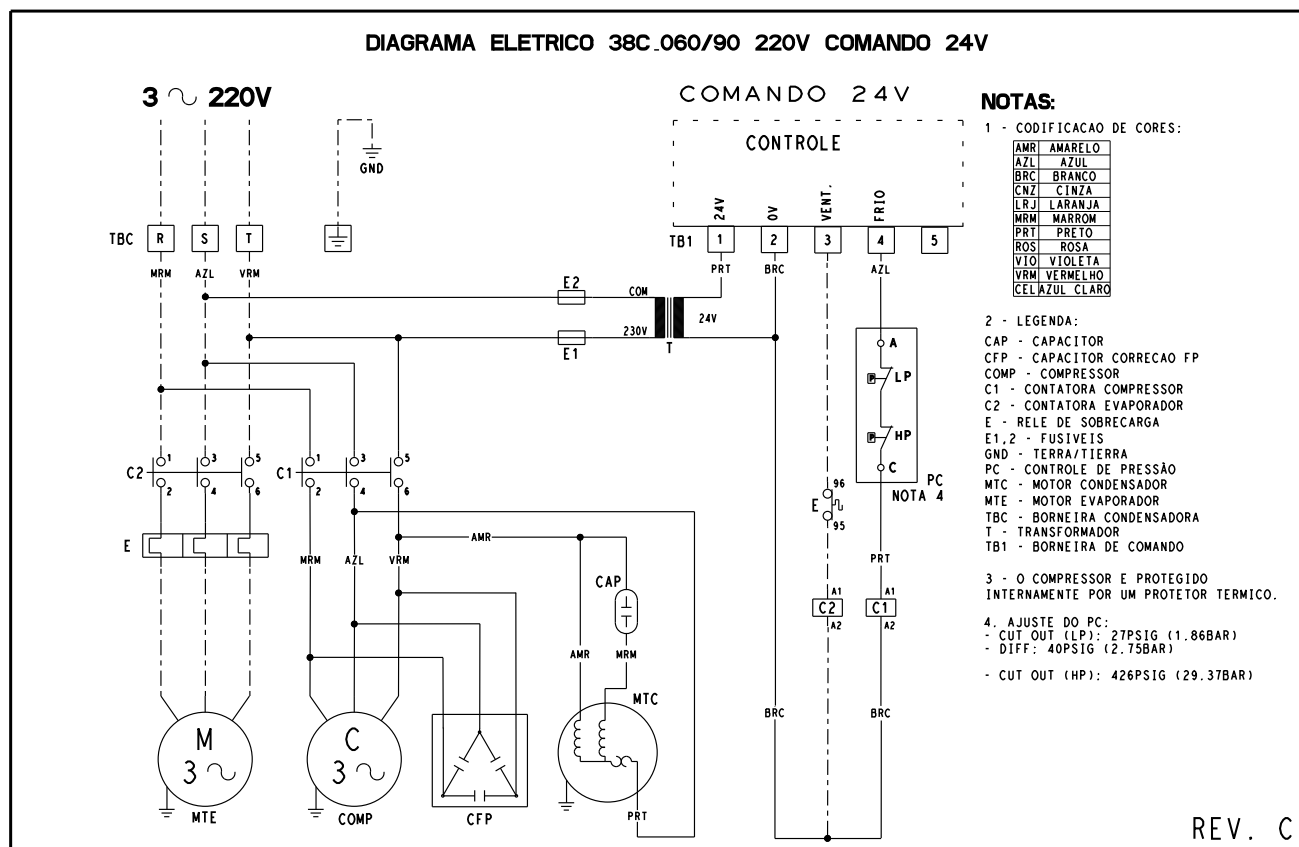 DIAGRAMA ELETRICO 38C_060/90 220V COMANDO 24V
3 ~ 220V
COMANDO 24V
NOTAS:
1 - CODIFICACAO DE CORES:
AMR AMARELO
AZL AZUL
BRC BRANCO
CNZ CINZA
LRJ LARANJA
MRM MARROM
PRT PRETO
ROS ROSA
VIO VIOLETA
VRM VERMELHO
CEL AZUL CLARO
2 - LEGENDA:
CAP - CAPACITOR
CFP - CAPACITOR CORRECAO FP
COMP - COMPRESSOR
C1 - CONTATORA COMPRESSOR
C2 - CONTATORA EVAPORADOR
E - RELE DE SOBRECARGA
E1,2 - FUSIVEIS
GND - TERRA/TIERRA
PC - CONTROLE DE PRESSÀO
MTC - MOTOR CONDENSADOR
MTE - MOTOR EVAPORADOR
TBC - BORNEIRA CONDENSADORA
T - TRANSFORMADOR
TB1 - BORNEIRA DE COMANDO
3 - O COMPRESSOR E PROTEGIDO
INTERNAMENTE POR UM PROTETOR TERMICO.
4. AJUSTE DO PC:
- CUT OUT (LP): 27PSIG (1.86BAR)
- DIFF: 40PSIG (2.75BAR)
- CUT OUT (HP): 426PSIG (29.37BAR)
CONTROLE
24V 0V VENT. FRIO
TB1 1 2 3 4 5
PRT BRC AZL
GND
TBC R S T
MRM AZL VRM
E2
COM
24V
230V
E1
T
A
P LP
P HP
C
PC
NOTA 4
C2 1 3 5
2 4 6
C1 1 3 5
2 4 6
96
E
95
E
MRM AZL VRM
AMR
CAP
AMR MRM
PRT
A1 A1
C2 C1
A2 A2
MTC
BRC BRC
M
3 ~
MTE
C
3 ~
COMP
CFP
PRT
REV. C